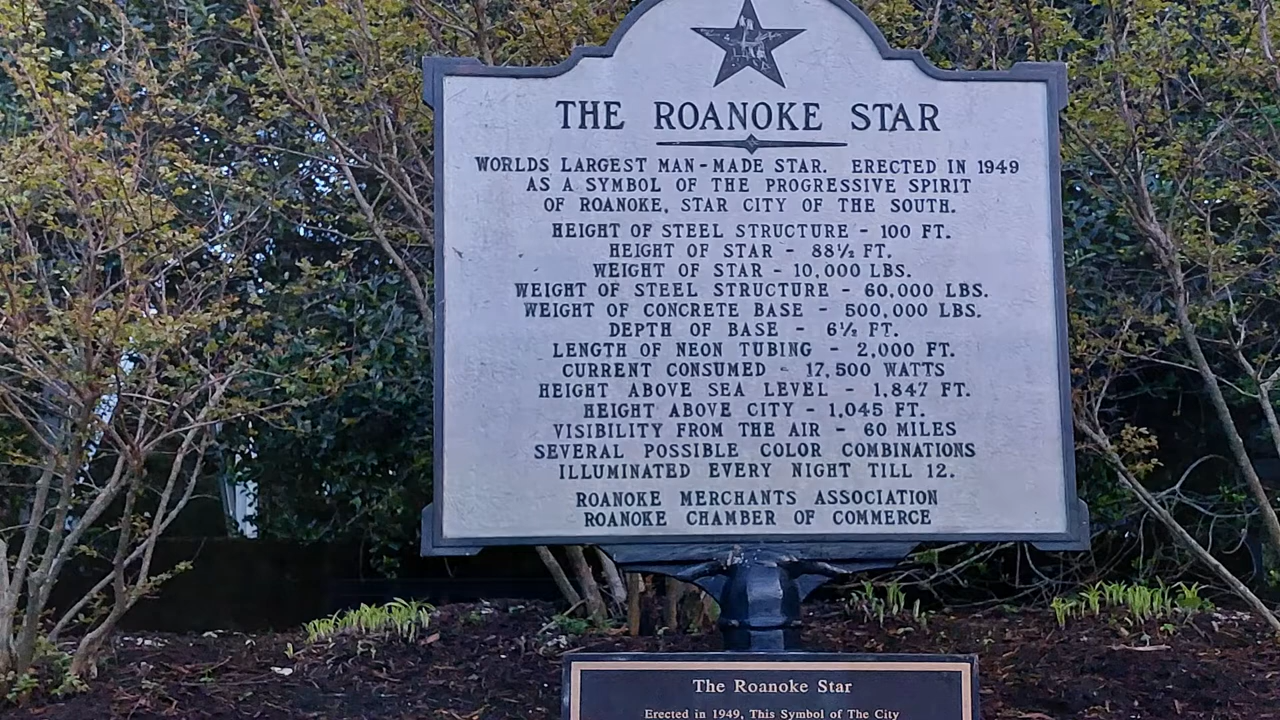 THE ROANOKE STAR
WORLDS LARGEST MAN-MADE STAR. ERECTED IN 1949
AS A SYMBOL OF THE PROGRESSIVE SPIRIT
OF ROANOKE, STAR CITY OF THE SOUTH.
HEIGHT OF STEEL STRUCTURE - 100 FT.
HEIGHT OF STAR - 88½ FT.
WEIGHT OF STAR - 10,000 LBS.
WEIGHT OF STEEL STRUCTURE - 60,000 LBS.
WEIGHT OF CONCRETE BASE - 500,000 LBS.
DEPTH OF BASE - 6½ FT.
LENGTH OF NEON TUBING - 2,000 FT.
CURRENT CONSUMED - 17,500 WATTS
HEIGHT ABOVE SEA LEVEL - 1,847 FT.
HEIGHT ABOVE CITY - 1,045 FT.
VISIBILITY FROM THE AIR - 60 MILES
SEVERAL POSSIBLE COLOR COMBINATIONS
ILLUMINATED EVERY NIGHT TILL 12.
ROANOKE MERCHANTS ASSOCIATION
ROANOKE CHAMBER OF COMMERCE
The Roanoke Star
Erected in 1949, This Symbol of The City